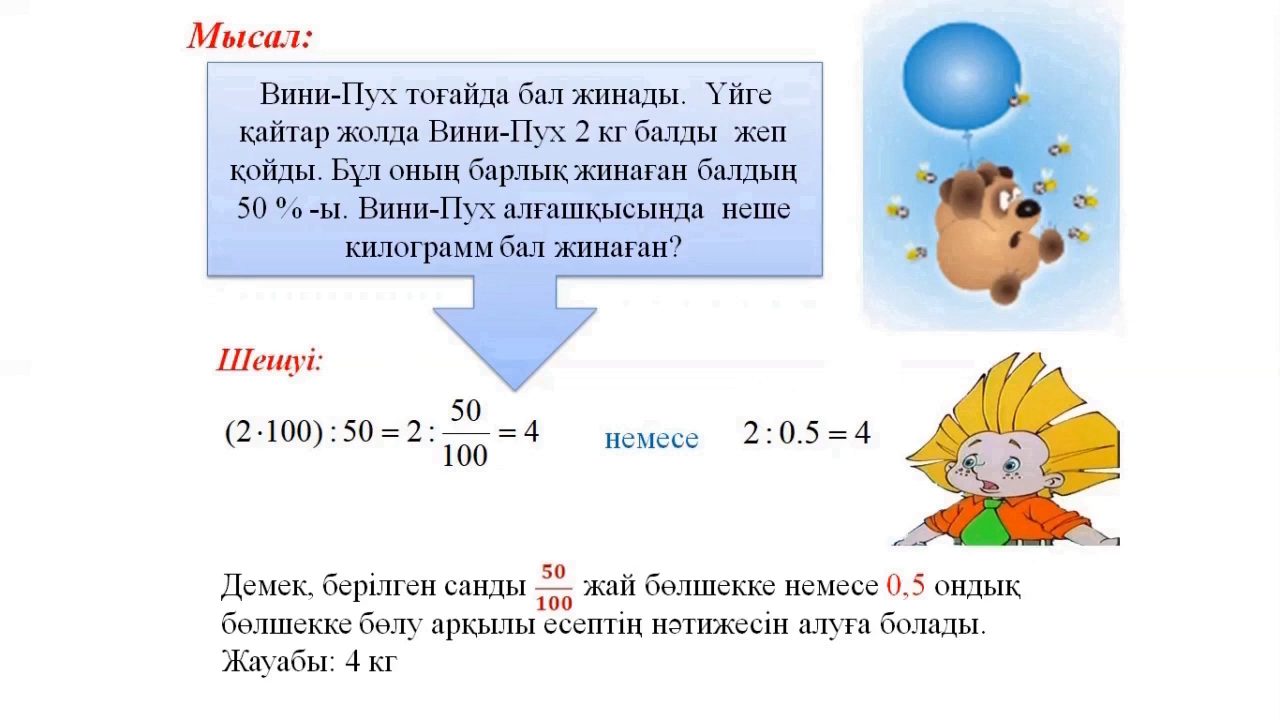 Мысал:
Вини-Пух тоғайда бал жинады. Үйге
қайтар жолда Вини-Пух 2 кг балды жеп
қойды. Бұл оның барлық жинаған балдың
50 % -ы. Вини-Пух алғашқысында неше
килограмм бал жинаған?
Шешуі:
(2·100) : 50 = 2 : 50/100 = 4 немесе 2 : 0.5 = 4
Демек, берілген санды 50/100 жай бөлшекке немесе 0,5 ондық
бөлшекке бөлу арқылы есептің нәтижесін алуға болады.
Жауабы: 4 кг